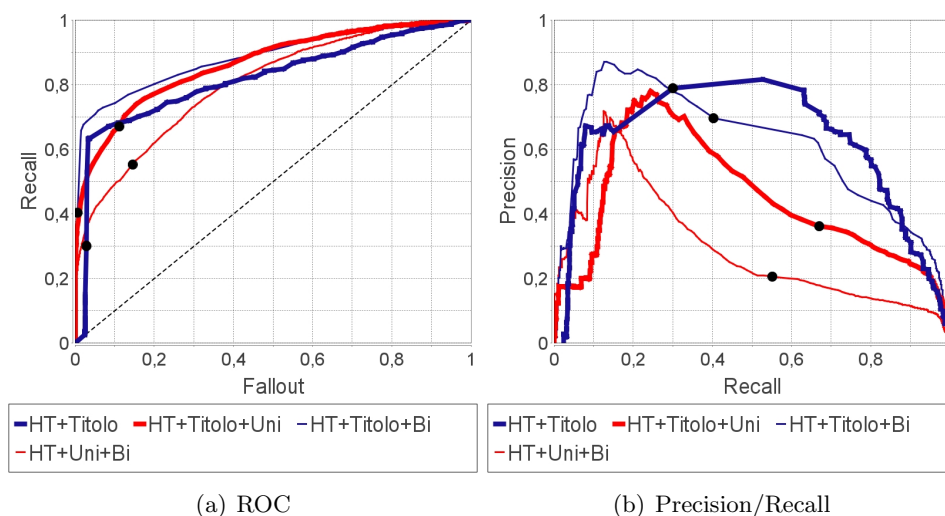 1
0,8
0,6
0,4
0,2
0
0 0,2 0,4 0,6 0,8 1
Recall
Fallout
HT+Titolo HT+Titolo+Uni HT+Titolo+Bi
HT+Uni+Bi
(a) ROC
1
0,8
0,6
0,4
0,2
0
0 0,2 0,4 0,6 0,8
Precision
Recall
HT+Titolo HT+Titolo+Uni HT+Titolo+Bi
HT+Uni+Bi
(b) Precision/Recall